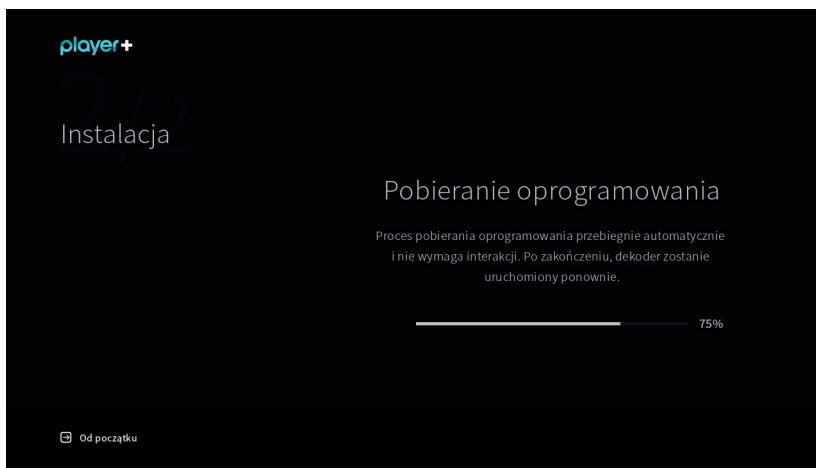 player+
2/2
Instalacja
Pobieranie oprogramowania
Proces pobierania oprogramowania przebiegnie automatycznie
i nie wymaga interakcji. Po zakończeniu, dekoder zostanie
uruchomiony ponownie.
75%
Od początku